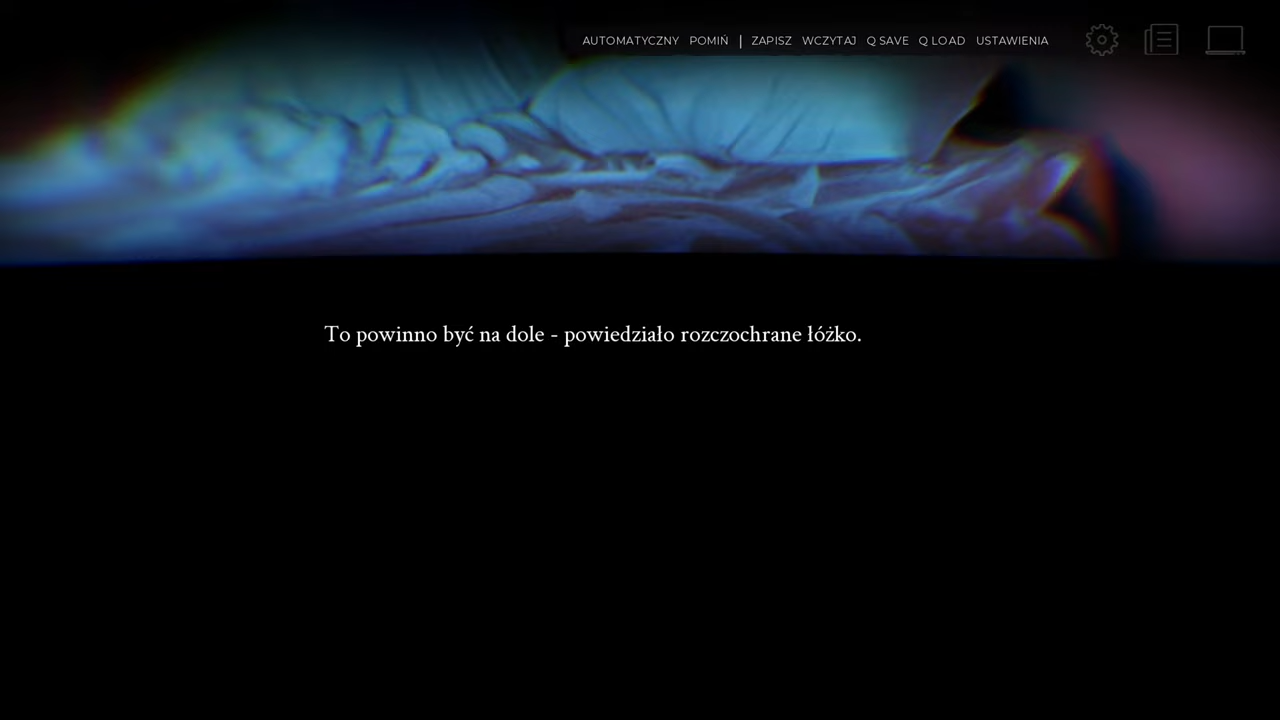 AUTOMATYCZNY POMIŃ | ZAPISZ WCZYTAJ Q SAVE Q LOAD USTAWIENIA
To powinno być na dole - powiedziało rozczochrane łóżko.